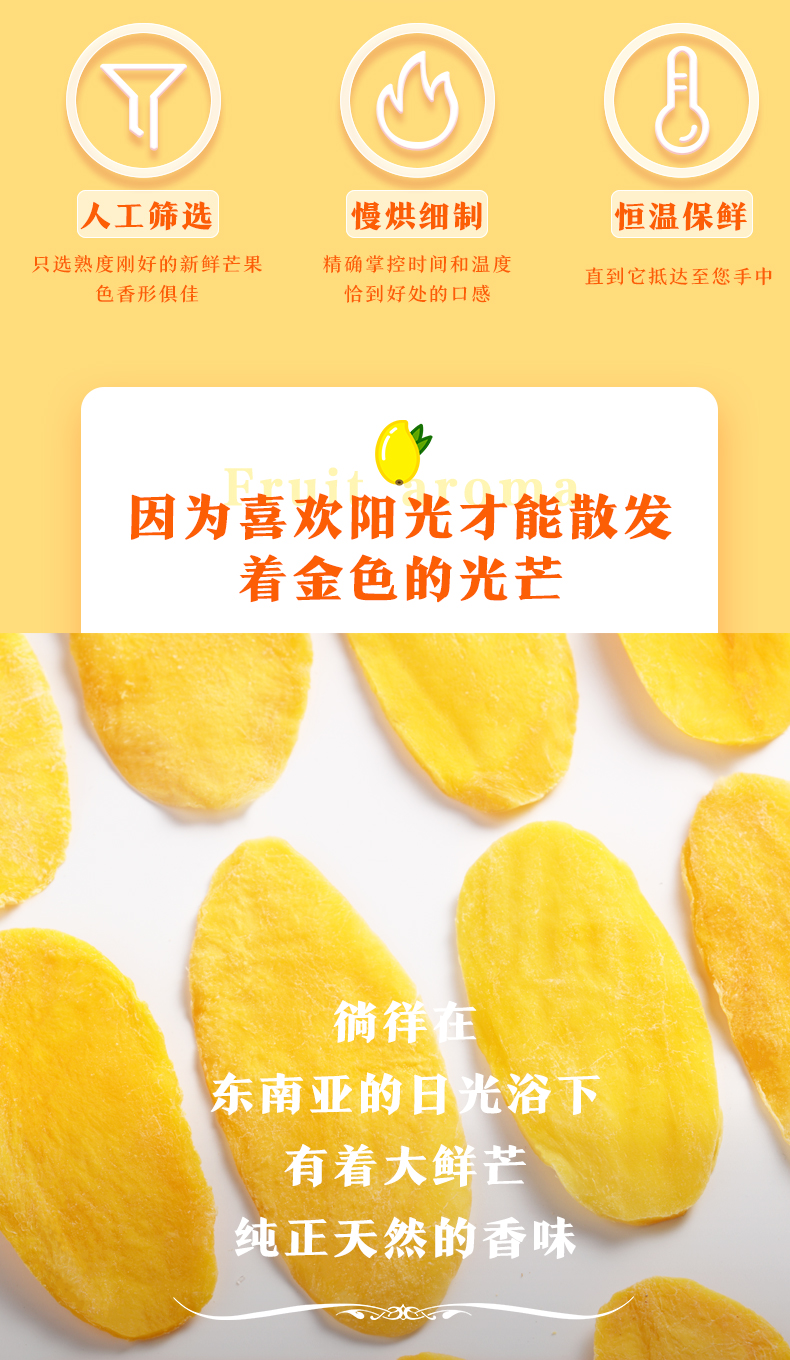 人工筛选
只选熟度刚好的新鲜芒果
色香形俱佳
慢烘细制
精确掌控时间和温度
恰到好处的口感
恒温保鲜
直到它抵达至您手中
Fruit aroma
因为喜欢阳光才能散发
着金色的光芒
徜徉在
东南亚的日光浴下
有着大鲜芒
纯正天然的香味